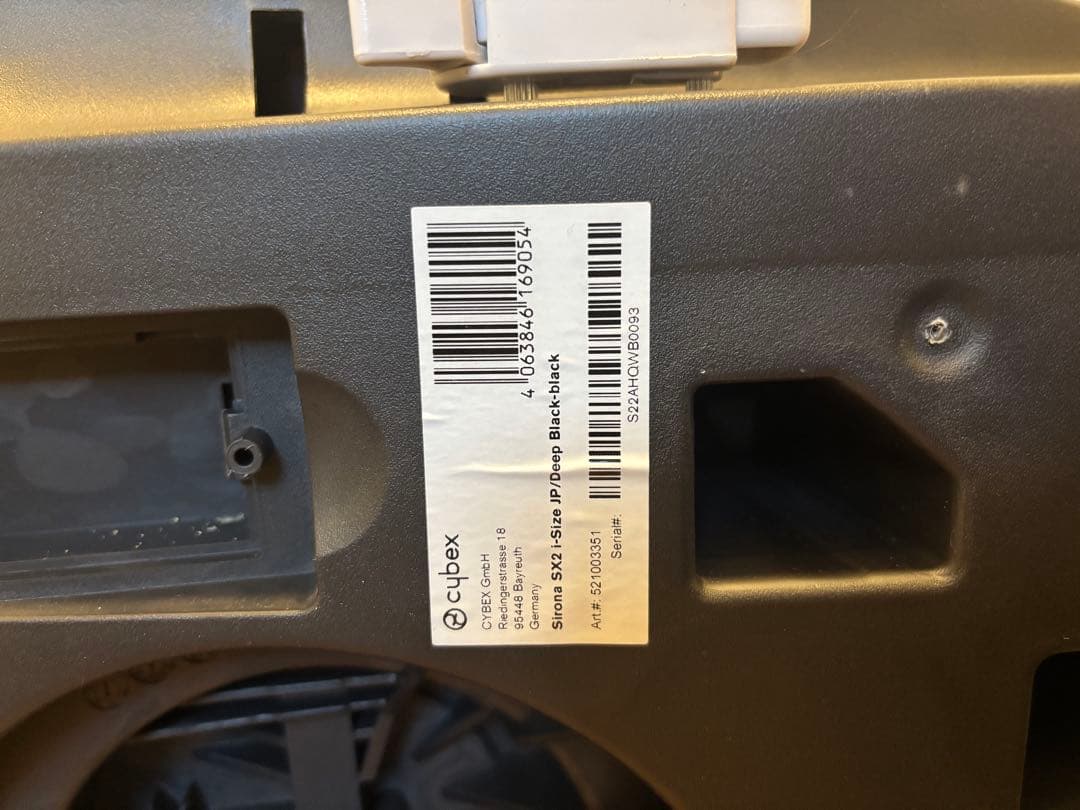 cybex
CYBEX GmbH
Riedingerstrasse 18
95448 Bayreuth
Germany
4 063846 169054
Sirona SX2 i-Size JP/Deep Black-black
Art.#: 521003351
Serial#:
S22AHQWB0093